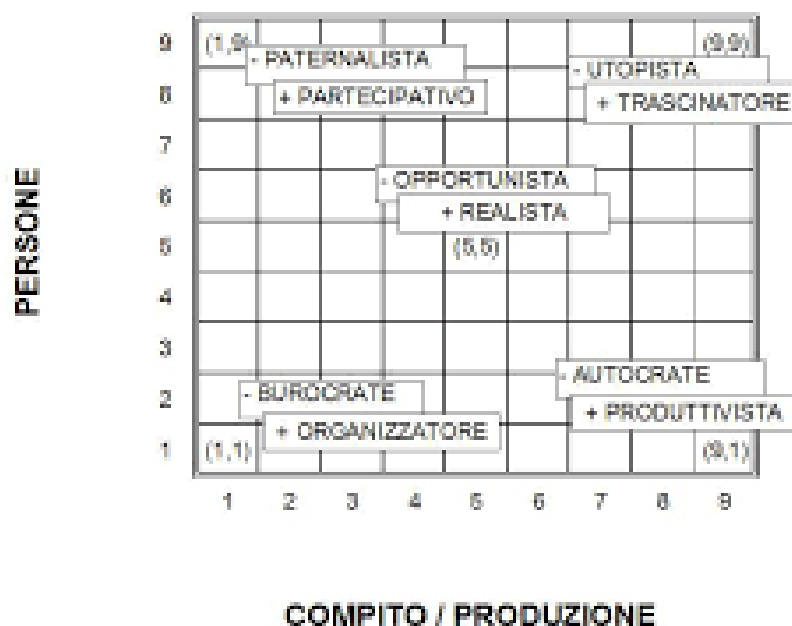 9 (1,9) (9,9)
- PATERNALISTA - UTOPISTA
8 + PARTECIPATIVO + TRASCINATORE
7
- OPPORTUNISTA
6
+ REALISTA
5 (5,5)
4
3
- AUTOCRATE
2 - BUROCRATE
+ PRODUTTIVISTA
+ ORGANIZZATORE
1 (1,1) (9,1)
1 2 3 4 5 6 7 8 9
PERSONE
COMPITO / PRODUZIONE